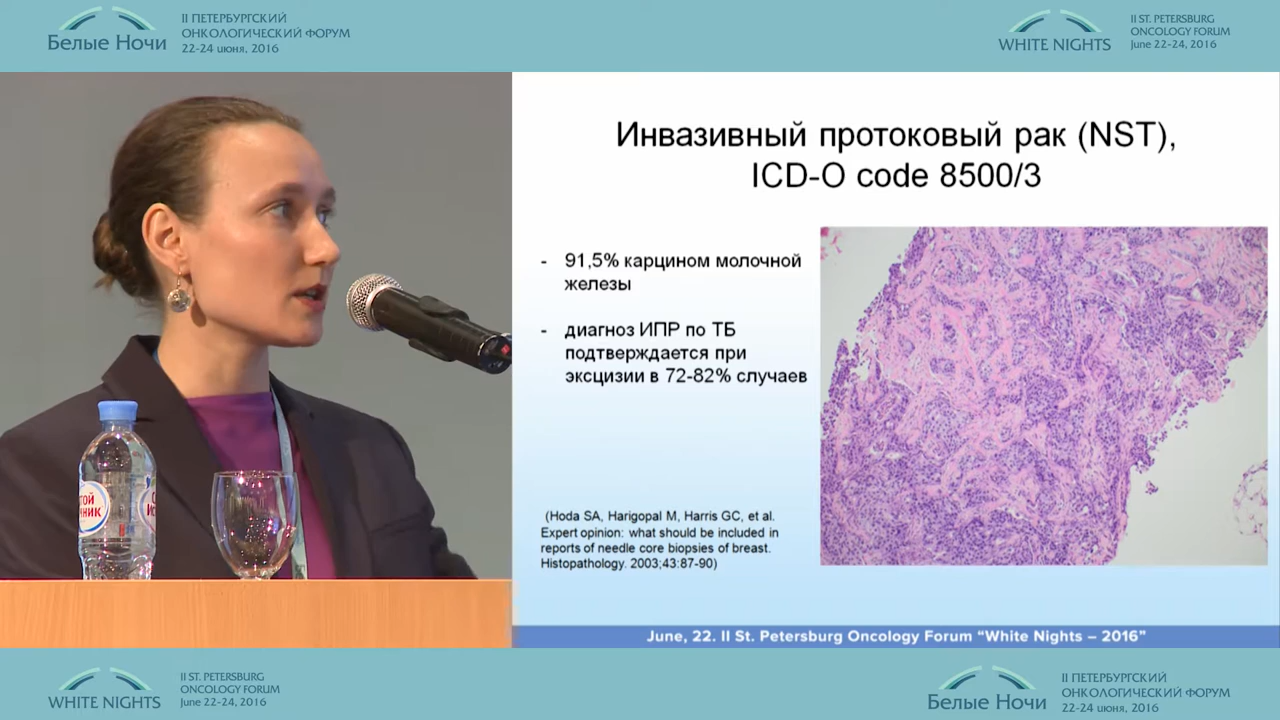 Белые Ночи
II ПЕТЕРБУРГСКИЙ
ОНКОЛОГИЧЕСКИЙ ФОРУМ
22-24 июня, 2016
WHITE NIGHTS
II ST. PETERSBURG
ONCOLOGY FORUM
June 22-24, 2016
Инвазивный протоковый рак (NST),
ICD-O code 8500/3
- 91,5% карцином молочной
железы
- диагноз ИПР по ТБ
подтверждается при
эксцизии в 72-82% случаев
(Hoda SA, Harigopal M, Harris GC, et al.
Expert opinion: what should be included in
reports of needle core biopsies of breast.
Histopathology. 2003;43:87-90)
June, 22. II St. Petersburg Oncology Forum “White Nights – 2016”
WHITE NIGHTS
II ST. PETERSBURG
ONCOLOGY FORUM
June 22-24, 2016
Белые Ночи
II ПЕТЕРБУРГСКИЙ
ОНКОЛОГИЧЕСКИЙ ФОРУМ
22-24 июня, 2016